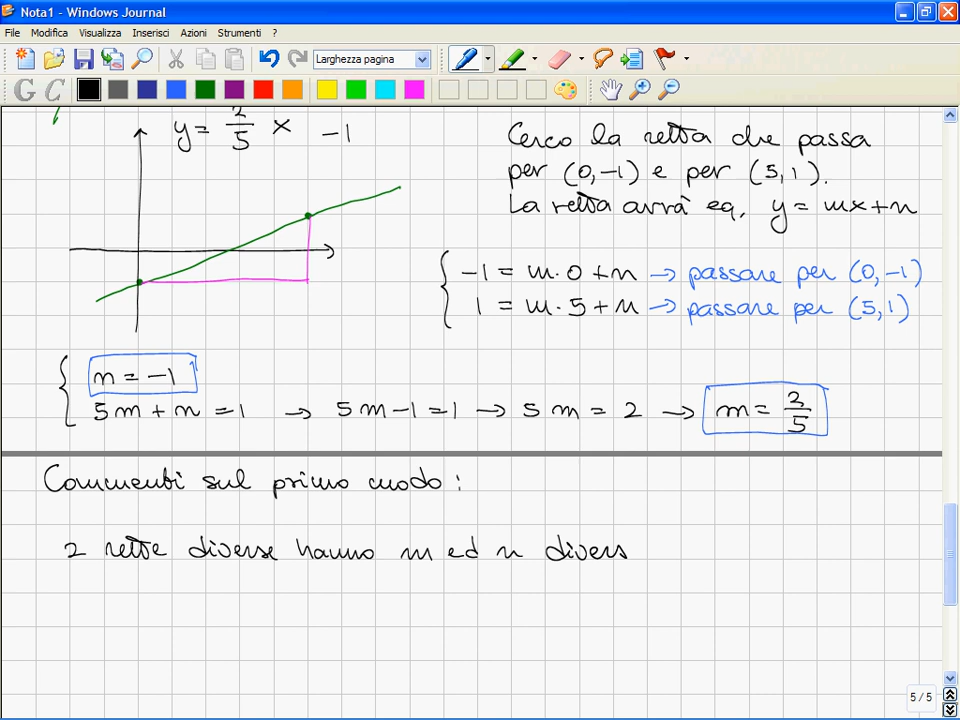 Nota1 - Windows Journal
File Modifica Visualizza Inserisci Azioni Strumenti ?
Larghezza pagina
G C
y = 2/5 x -1
Cerco la retta che passa
per (0,-1) e per (5,1).
La retta avrà eq. y = mx+n
-1 = m·0+n → passare per (0,-1)
1 = m·5+n → passare per (5,1)
n = -1
5m+n = 1 → 5m-1 = 1 → 5m = 2 → m = 2/5
Commenti sul primo modo:
2 rette diverse hanno m ed n divers
5 / 5